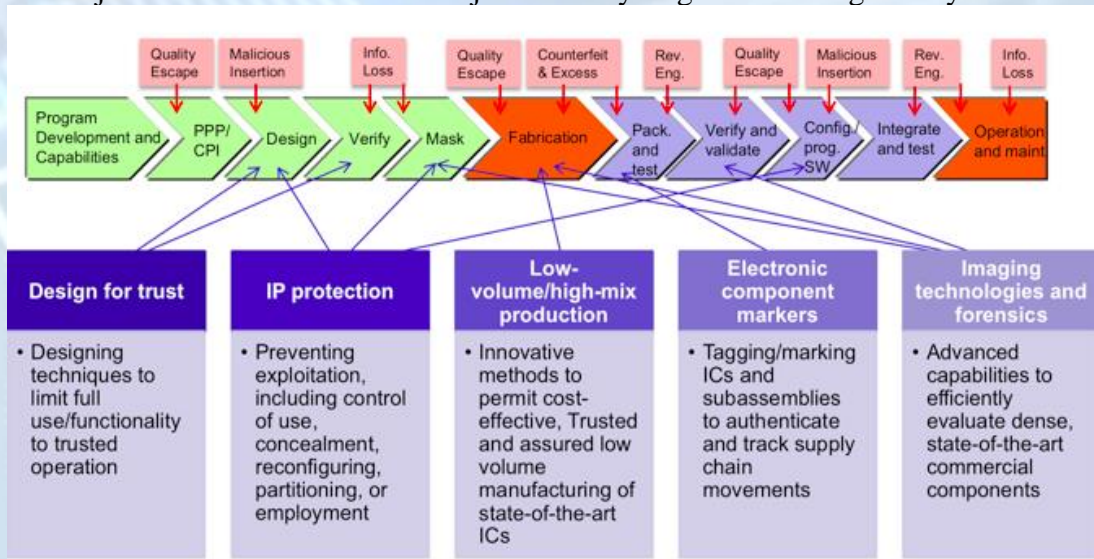 Quality
Escape
Malicious
Insertion
Info.
Loss
Quality
Escape
Counterfeit
& Excess
Rev.
Eng.
Quality
Escape
Malicious
Insertion
Rev.
Eng.
Info.
Loss
Program
Development and
Capabilities
PPP/
CPI
Design
Verify
Mask
Fabrication
Pack.
and
test
Verify and
validate
Config./
prog.
SW
Integrate
and test
Operation
and maint
Design for trust
• Designing
techniques to
limit full
use/functionality
to trusted
operation
IP protection
• Preventing
exploitation,
including control
of use,
concealment,
reconfiguring,
partitioning, or
employment
Low-
volume/high-mix
production
• Innovative
methods to
permit cost-
effective, Trusted
and assured low
volume
manufacturing of
state-of-the-art
ICs
Electronic
component
markers
• Tagging/marking
ICs and
subassemblies
to authenticate
and track supply
chain
movements
Imaging
technologies and
forensics
• Advanced
capabilities to
efficiently
evaluate dense,
state-of-the-art
commercial
components